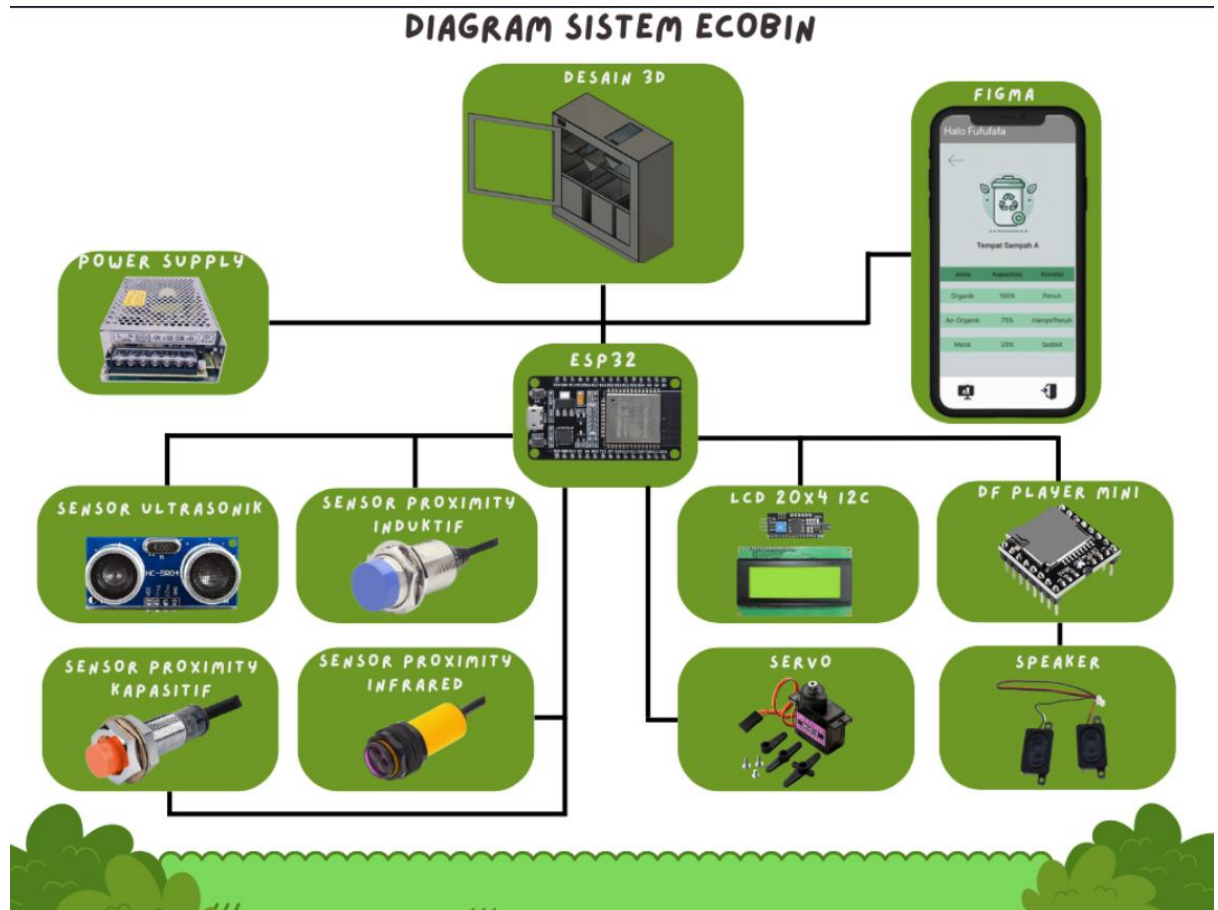 DIAGRAM SISTEM ECOBIN
DESAIN 3D
FIGMA
Halo Fufufafa
Tempat Sampah A
Jenis Kapasitas Kondisi
Organik 100% Penuh
An-Organik 75% HampirPenuh
Metal 25% Sedikit
POWER SUPPLY
ESP32
SENSOR ULTRASONIK
HC-SR04
SENSOR PROXIMITY
INDUKTIF
LCD 20X4 I2C
DF PLAYER MINI
SENSOR PROXIMITY
KAPASITIF
SENSOR PROXIMITY
INFRARED
SERVO
SPEAKER